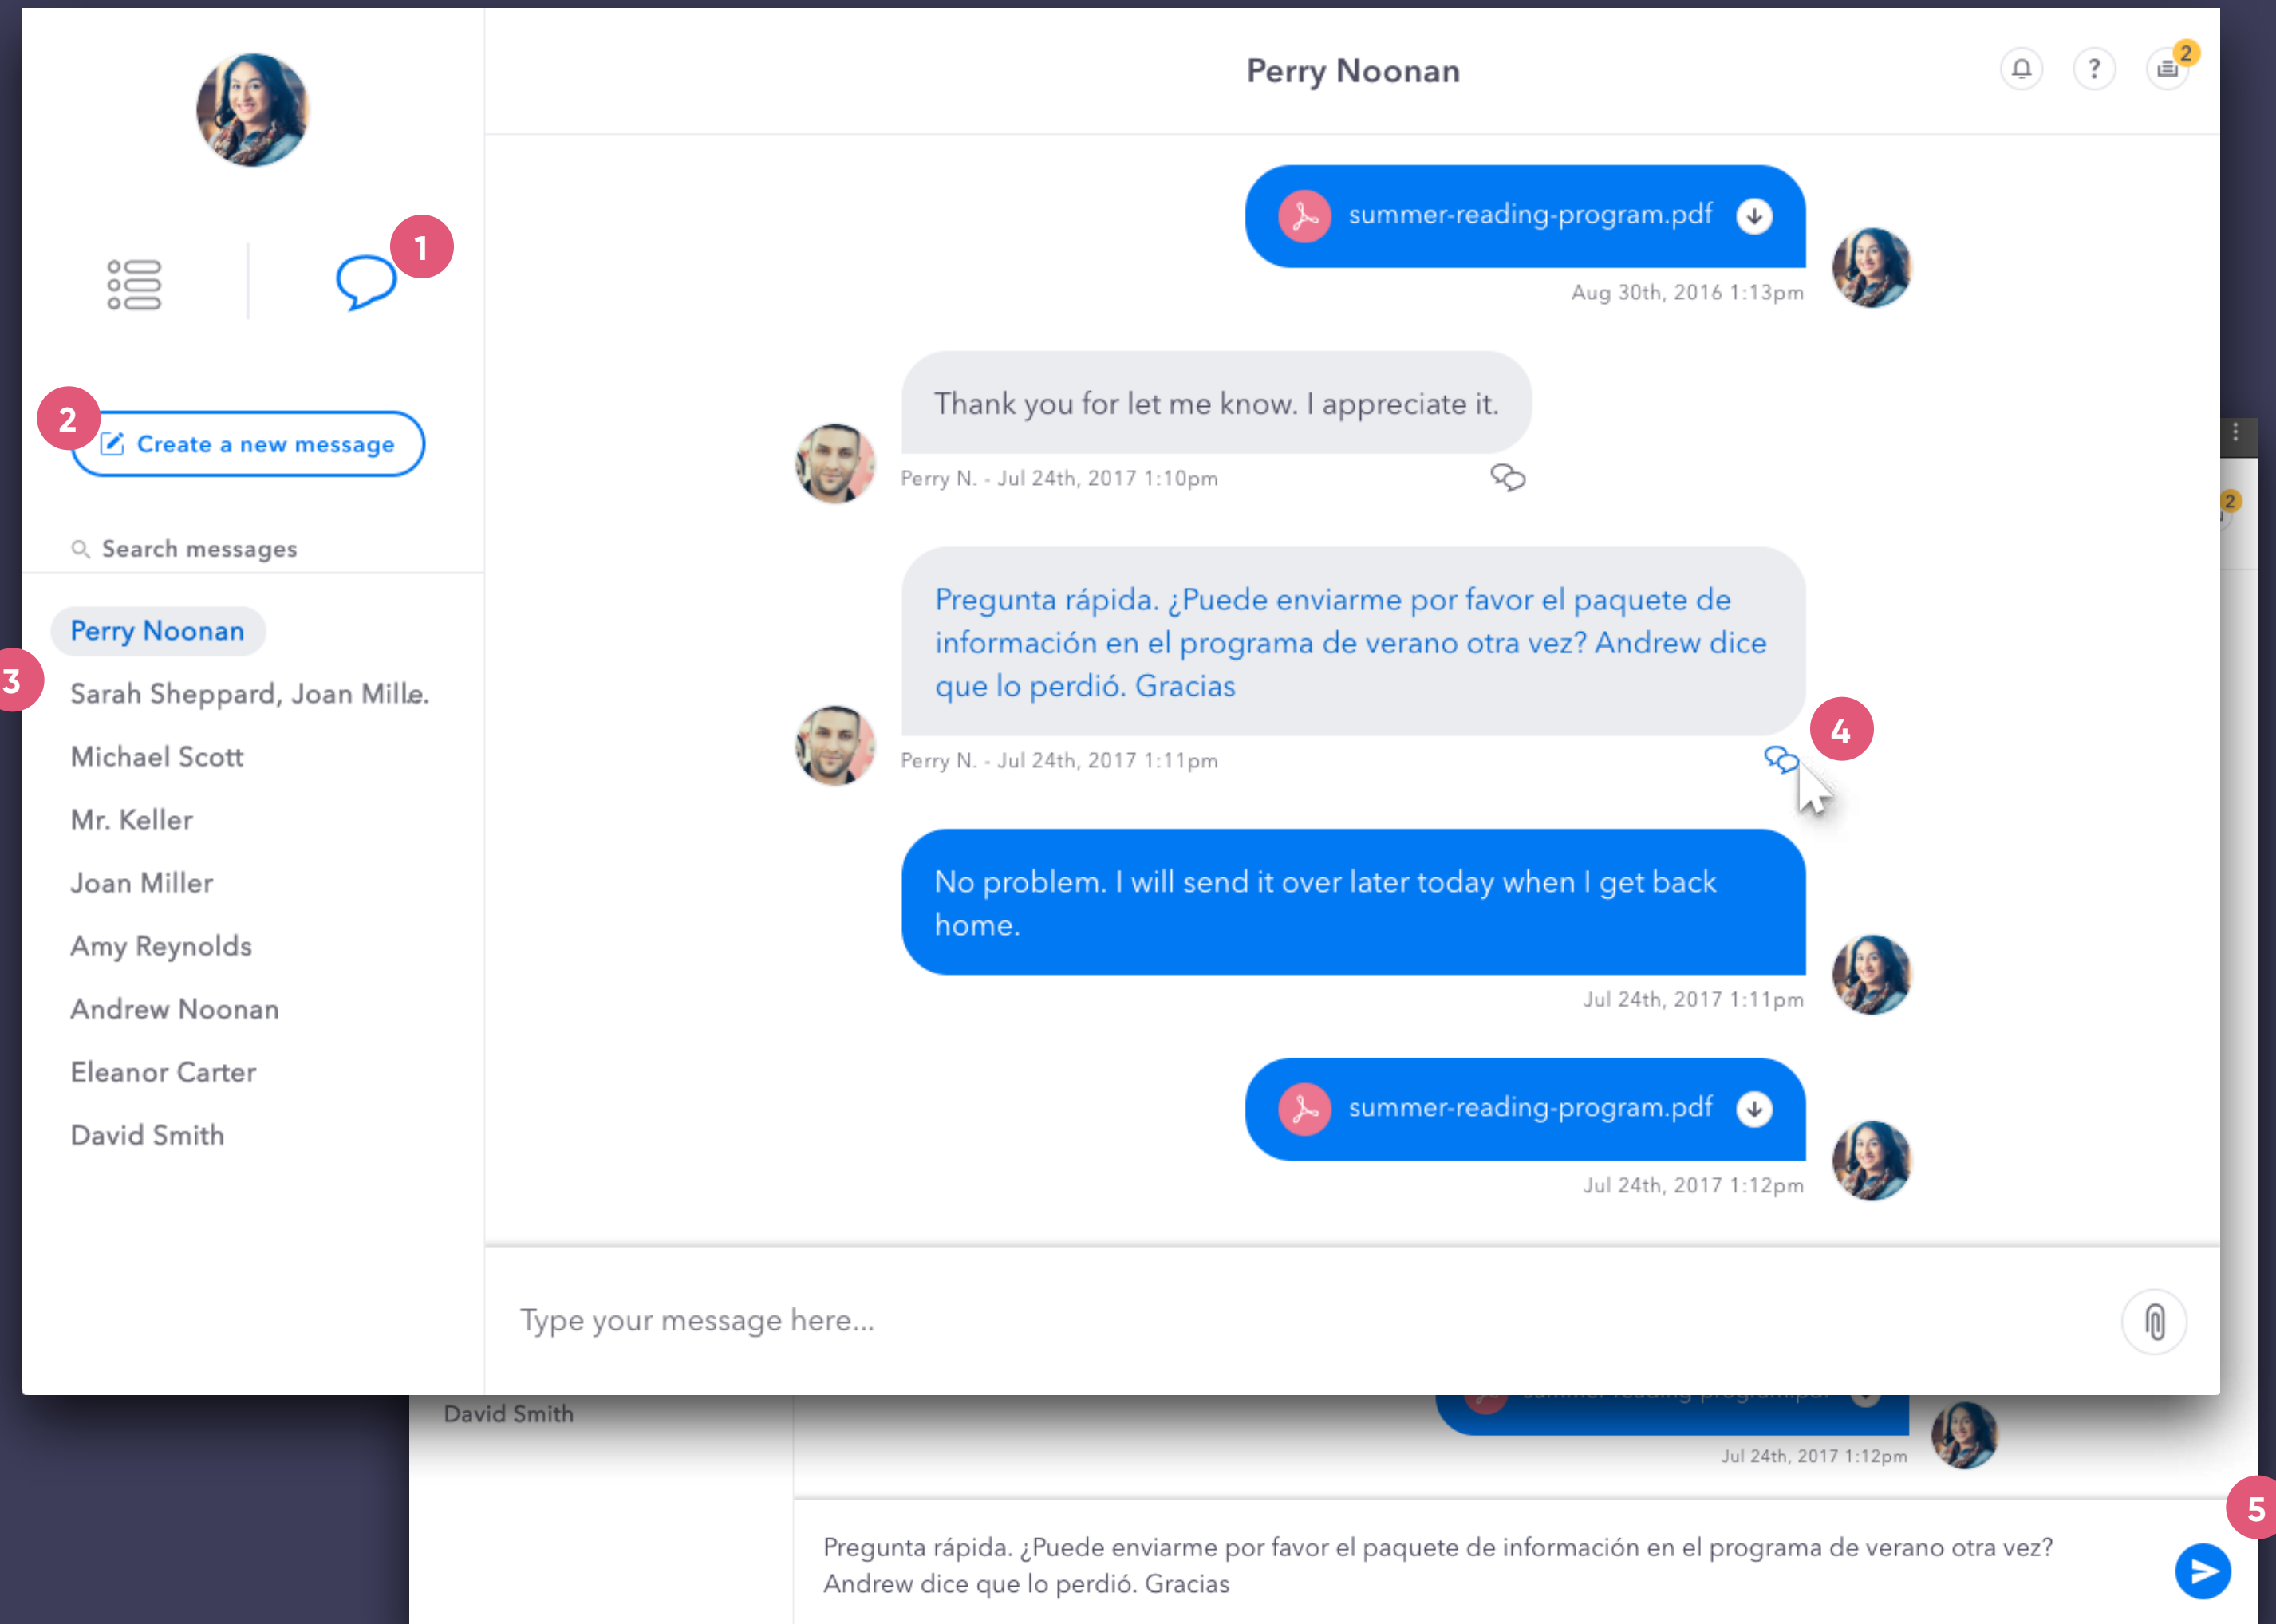 Perry Noonan
2
1
summer-reading-program.pdf
Aug 30th, 2016 1:13pm
2
Create a new message
Search messages
Perry Noonan
3
Sarah Sheppard, Joan Mille.
Michael Scott
Mr. Keller
Joan Miller
Amy Reynolds
Andrew Noonan
Eleanor Carter
David Smith
Thank you for let me know. I appreciate it.
Perry N. - Jul 24th, 2017 1:10pm
Pregunta rápida. ¿Puede enviarme por favor el paquete de
información en el programa de verano otra vez? Andrew dice
que lo perdió. Gracias
4
Perry N. - Jul 24th, 2017 1:11pm
No problem. I will send it over later today when I get back
home.
Jul 24th, 2017 1:11pm
summer-reading-program.pdf
Jul 24th, 2017 1:12pm
Type your message here...
2
David Smith
summer-reading-program.pdf
Jul 24th, 2017 1:12pm
5
Pregunta rápida. ¿Puede enviarme por favor el paquete de información en el programa de verano otra vez?
Andrew dice que lo perdió. Gracias